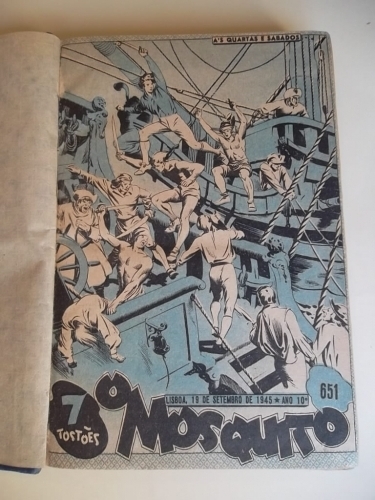 A'S QUARTAS E SABADOS
LISBOA, 19 DE SETEMBRO DE 1945 ★ ANO 10º
651
7
TOSTÕES
O MOSQUITO